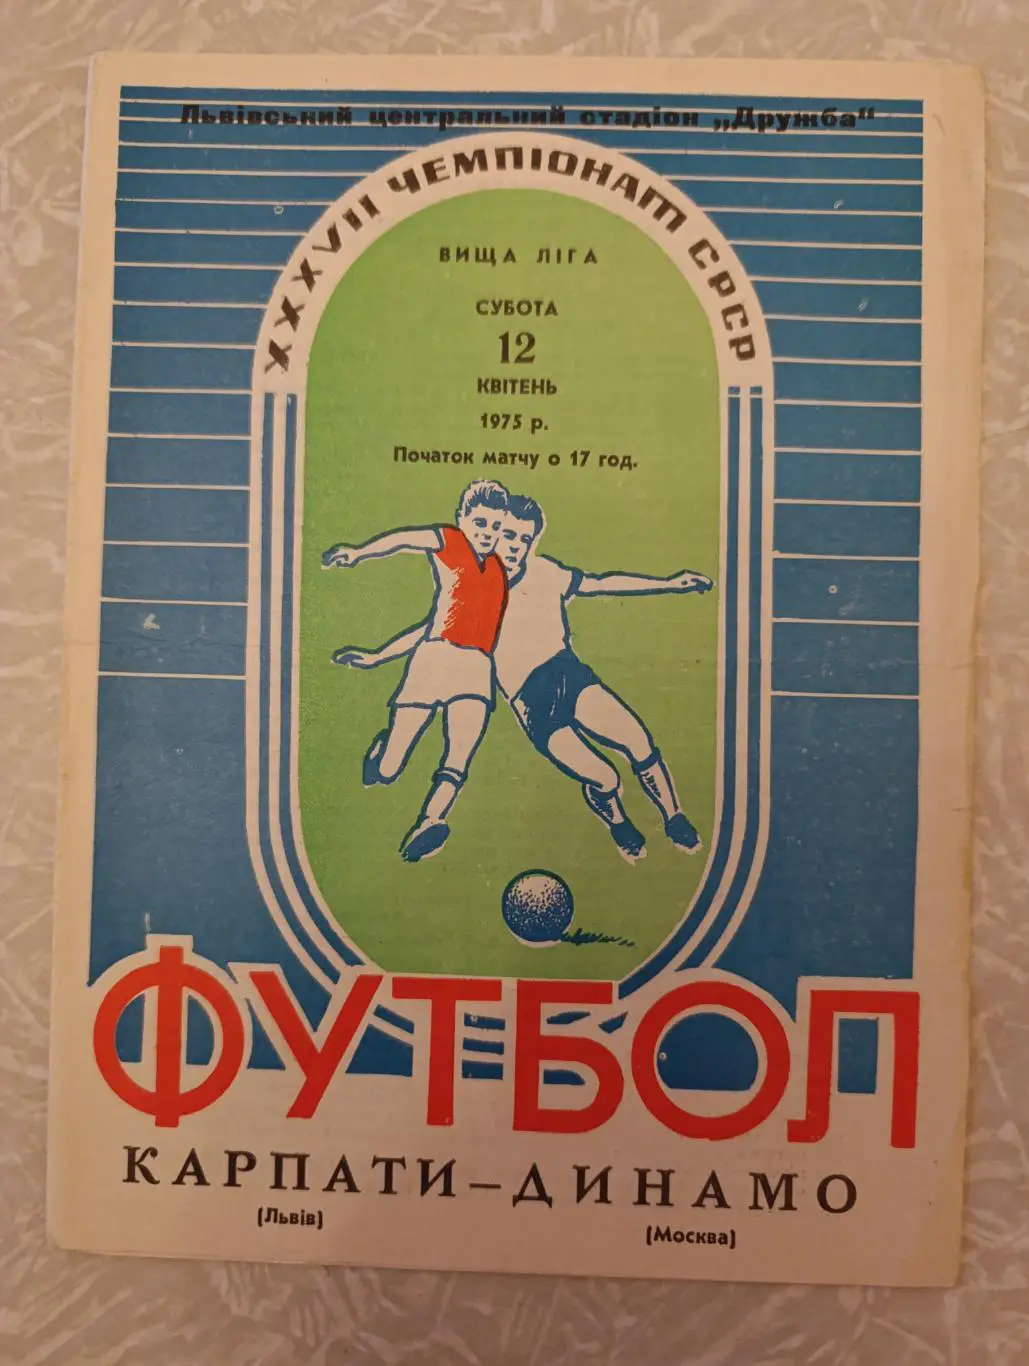 Львівський центральний стадіон „Дружба"
XXXVII ЧЕМПІОНАТ СРСР
ВИЩА ЛІГА
СУБОТА
12
КВІТЕНЬ
1975 р.
Початок матчу о 17 год.
ФУТБОЛ
КАРПАТИ – ДИНАМО
(Львів) (Москва)